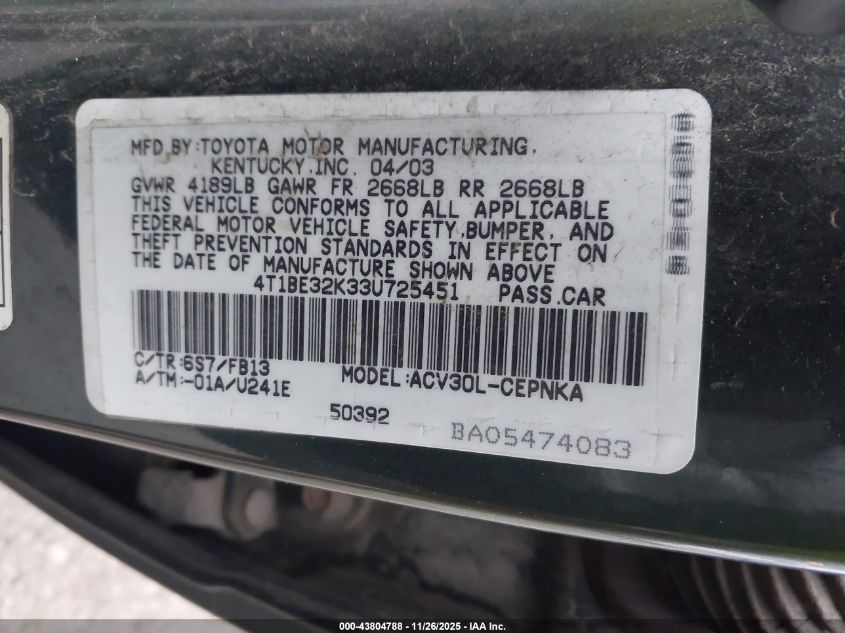 MFD.BY:TOYOTA MOTOR MANUFACTURING,
KENTUCKY,INC. 04/03
GVWR 4189LB GAWR FR 2668LB RR 2668LB
THIS VEHICLE CONFORMS TO ALL APPLICABLE
FEDERAL MOTOR VEHICLE SAFETY,BUMPER, AND
THEFT PREVENTION STANDARDS IN EFFECT ON
THE DATE OF MANUFACTURE SHOWN ABOVE
4T1BE32K33U725451 PASS.CAR
C/TR:6S7/FB13
A/TM:-01A/U241E
MODEL:ACV30L-CEPNKA
50392
BA05474083
000-43804788 - 11/26/2025 - IAA Inc.